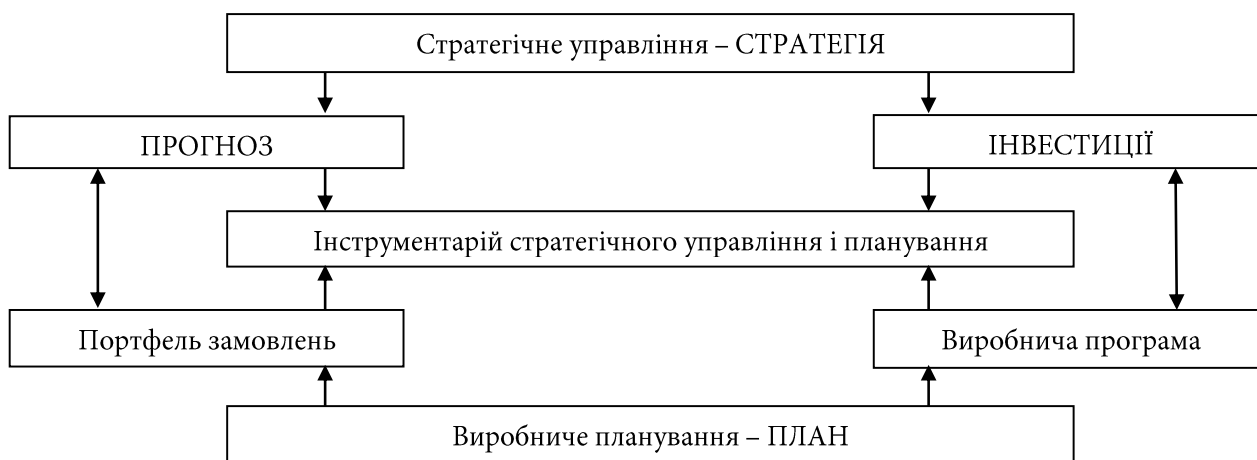 Стратегічне управління – СТРАТЕГІЯ
ПРОГНОЗ
ІНВЕСТИЦІЇ
Інструментарій стратегічного управління і планування
Портфель замовлень
Виробнича програма
Виробниче планування – ПЛАН